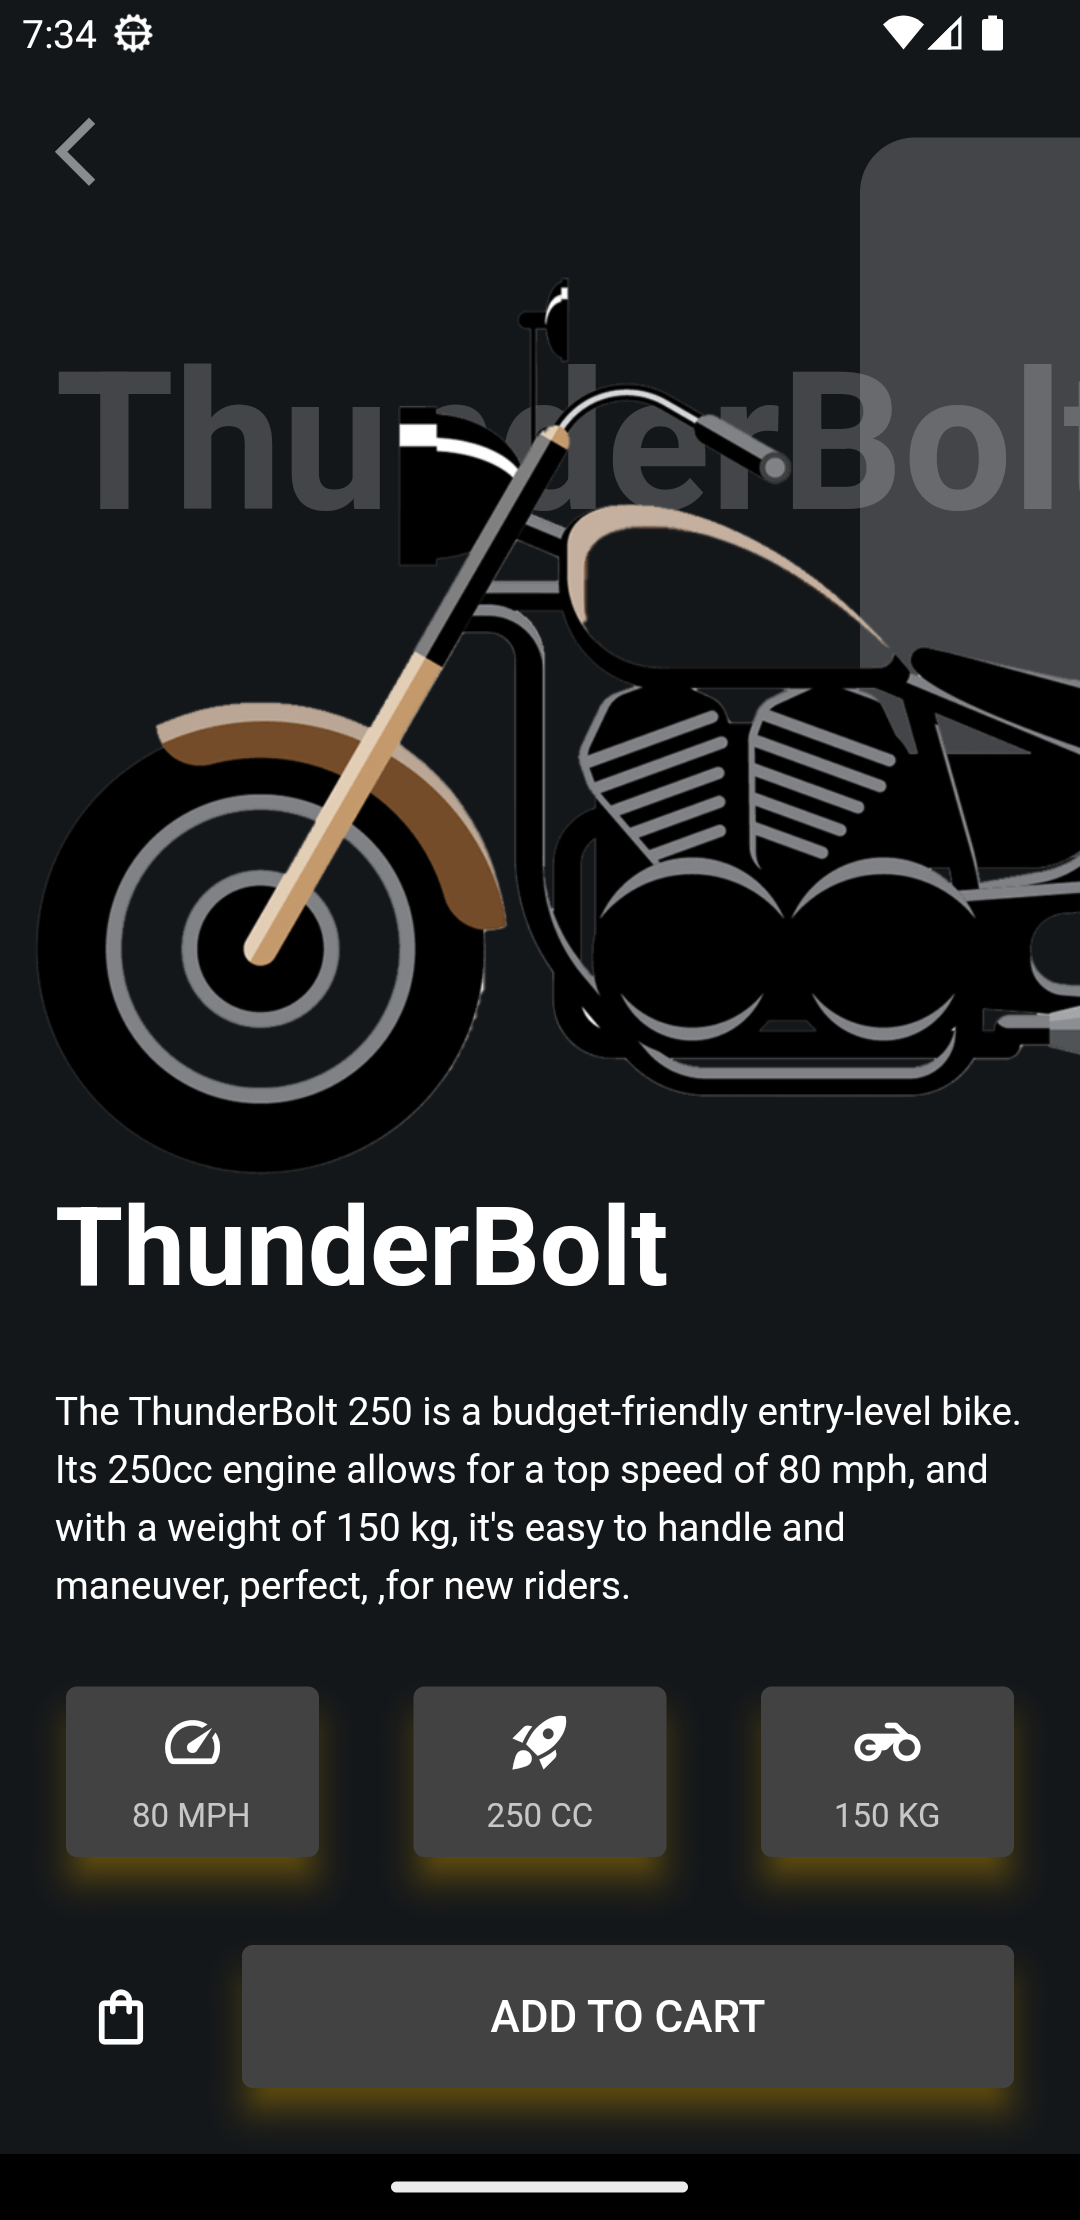 7:34
ThunderBolt
ThunderBolt
The ThunderBolt 250 is a budget-friendly entry-level bike.
Its 250cc engine allows for a top speed of 80 mph, and
with a weight of 150 kg, it's easy to handle and
maneuver, perfect, ,for new riders.
80 MPH
250 CC
150 KG
ADD TO CART